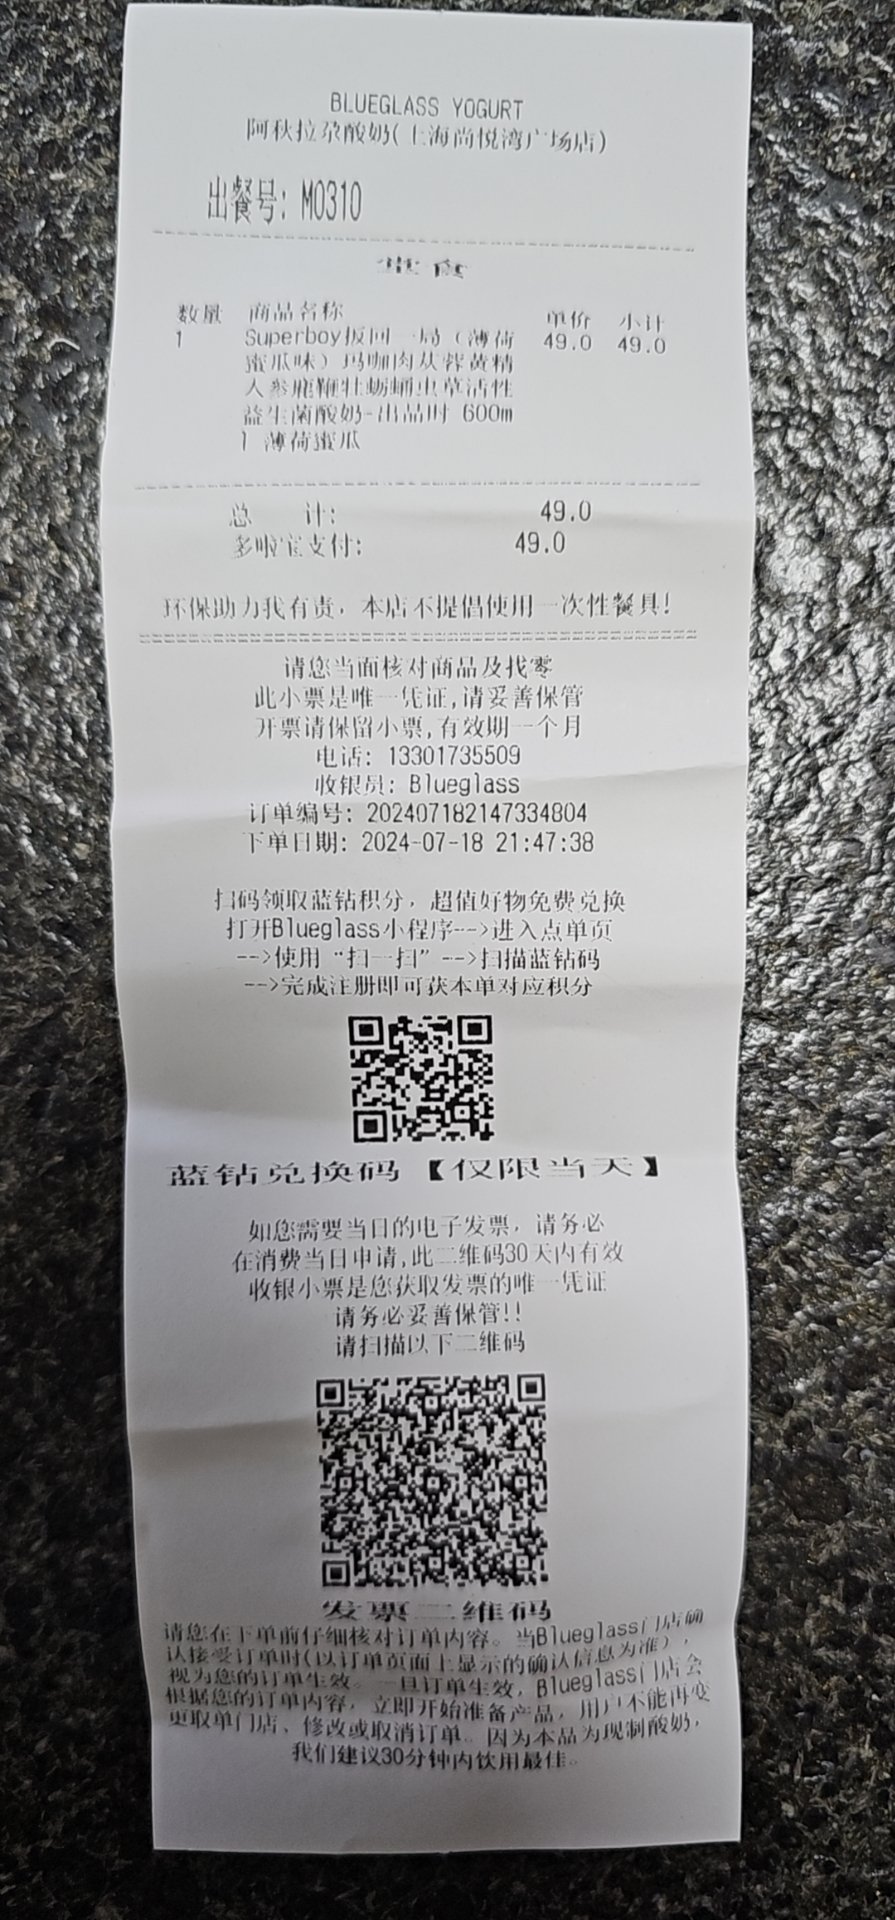 BLUEGLASS YOGURT
阿秋拉尕酸奶(上海尚悦湾广场店)
出餐号: M0310
堂食
数量 商品名称 单价 小计
1 Superboy扳回一局（薄荷 49.0 49.0
蜜瓜味）玛咖肉苁蓉黄精
人参鹿鞭牡蛎蛹虫草活性
益生菌酸奶-出品时 600m
l 薄荷蜜瓜
总 计: 49.0
多啦宝支付: 49.0
环保助力我有责，本店不提倡使用一次性餐具!
请您当面核对商品及找零
此小票是唯一凭证,请妥善保管
开票请保留小票,有效期一个月
电话: 13301735509
收银员: Blueglass
订单编号: 202407182147334804
下单日期: 2024-07-18 21:47:38
扫码领取蓝钻积分，超值好物免费兑换
打开Blueglass小程序-->进入点单页
-->使用“扫一扫”-->扫描蓝钻码
-->完成注册即可获本单对应积分
蓝钻兑换码【仅限当天】
如您需要当日的电子发票，请务必
在消费当日申请,此二维码30天内有效
收银小票是您获取发票的唯一凭证
请务必妥善保管!!
请扫描以下二维码
发票二维码
请您在下单前仔细核对订单内容。当Blueglass门店确
认接受订单时(以订单页面上显示的确认信息为准)，
视为您的订单生效。一旦订单生效，Blueglass门店会
根据您的订单内容，立即开始准备产品，用户不能再变
更取单门店、修改或取消订单。因为本品为现制酸奶，
我们建议30分钟内饮用最佳。